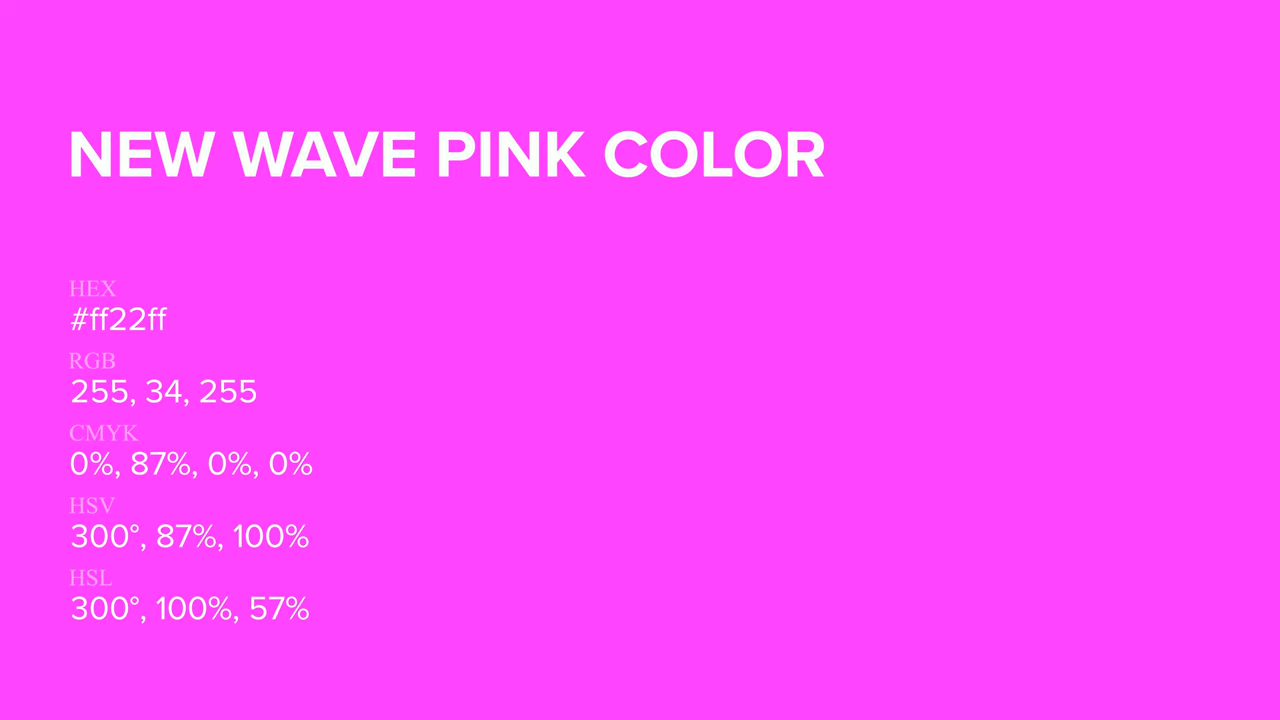 NEW WAVE PINK COLOR
HEX
#ff22ff
RGB
255, 34, 255
CMYK
0%, 87%, 0%, 0%
HSV
300°, 87%, 100%
HSL
300°, 100%, 57%